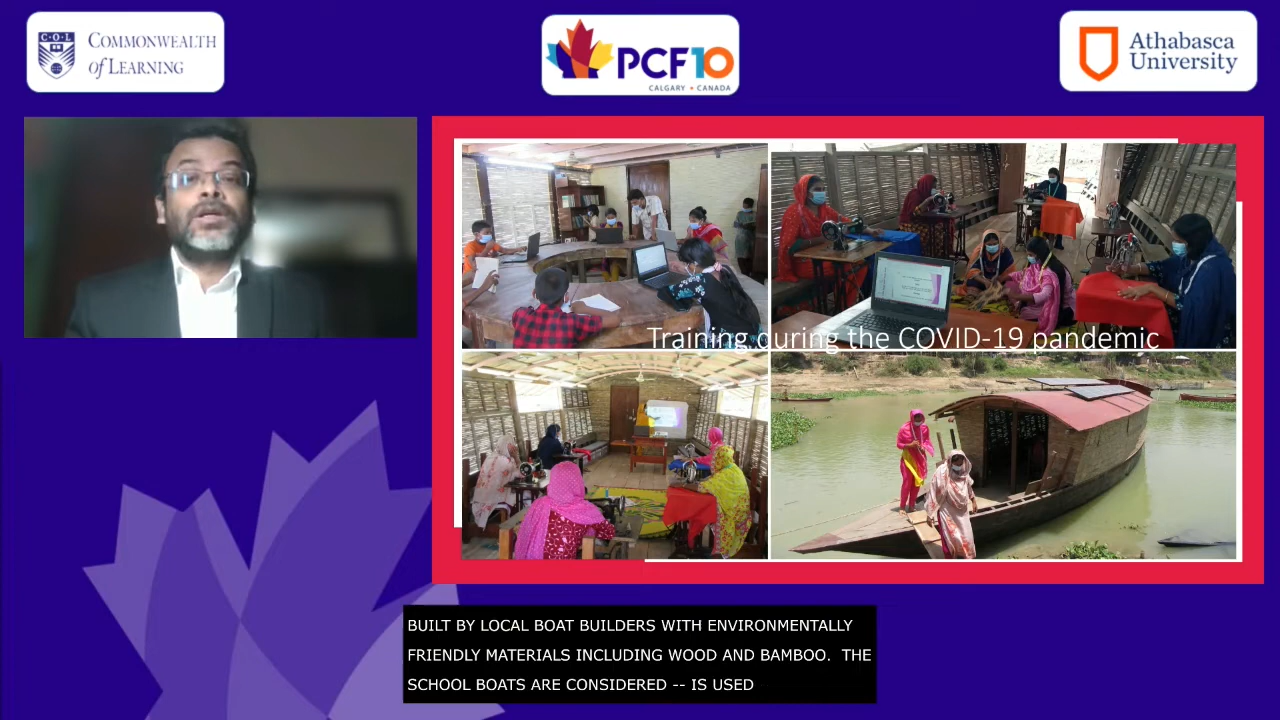 C·O·L
COMMONWEALTH
of LEARNING
PCF10
CALGARY • CANADA
Athabasca
University
Training during the COVID-19 pandemic
BUILT BY LOCAL BOAT BUILDERS WITH ENVIRONMENTALLY
FRIENDLY MATERIALS INCLUDING WOOD AND BAMBOO. THE
SCHOOL BOATS ARE CONSIDERED -- IS USED